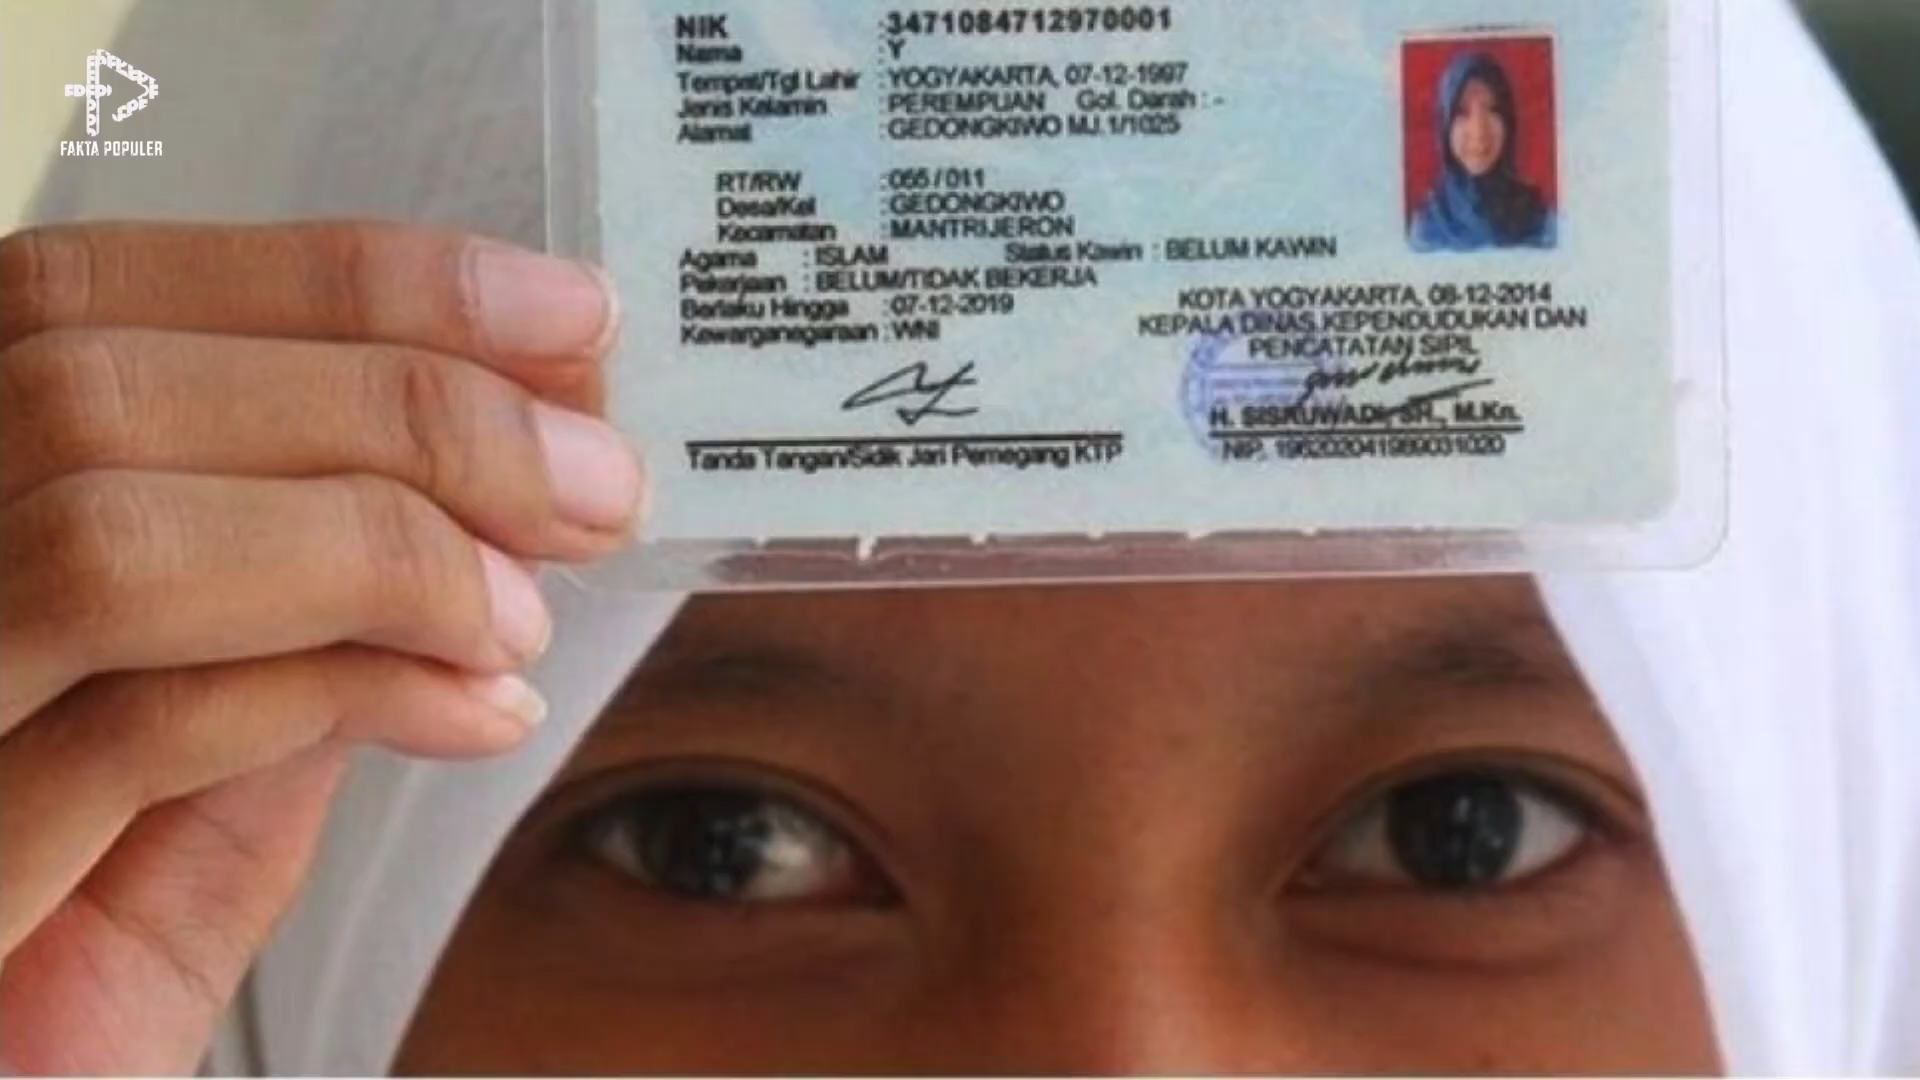 FAKTA POPULER
NIK : 3471084712970001
Nama : Y
Tempat/Tgl Lahir : YOGYAKARTA, 07-12-1997
Jenis Kelamin : PEREMPUAN Gol. Darah : -
Alamat : GEDONGKIWO MJ.1/1025
RT/RW : 055 / 011
Desa/Kel : GEDONGKIWO
Kecamatan : MANTRIJERON
Agama : ISLAM Status Kawin : BELUM KAWIN
Pekerjaan : BELUM/TIDAK BEKERJA
Berlaku Hingga : 07-12-2019
Kewarganegaraan : WNI
KOTA YOGYAKARTA, 08-12-2014
KEPALA DINAS KEPENDUDUKAN DAN
PENCATATAN SIPIL
H. SISRUWADI, SH., M.Kn.
NIP. 196202041989031020
Tanda Tangan/Sidik Jari Pemegang KTP